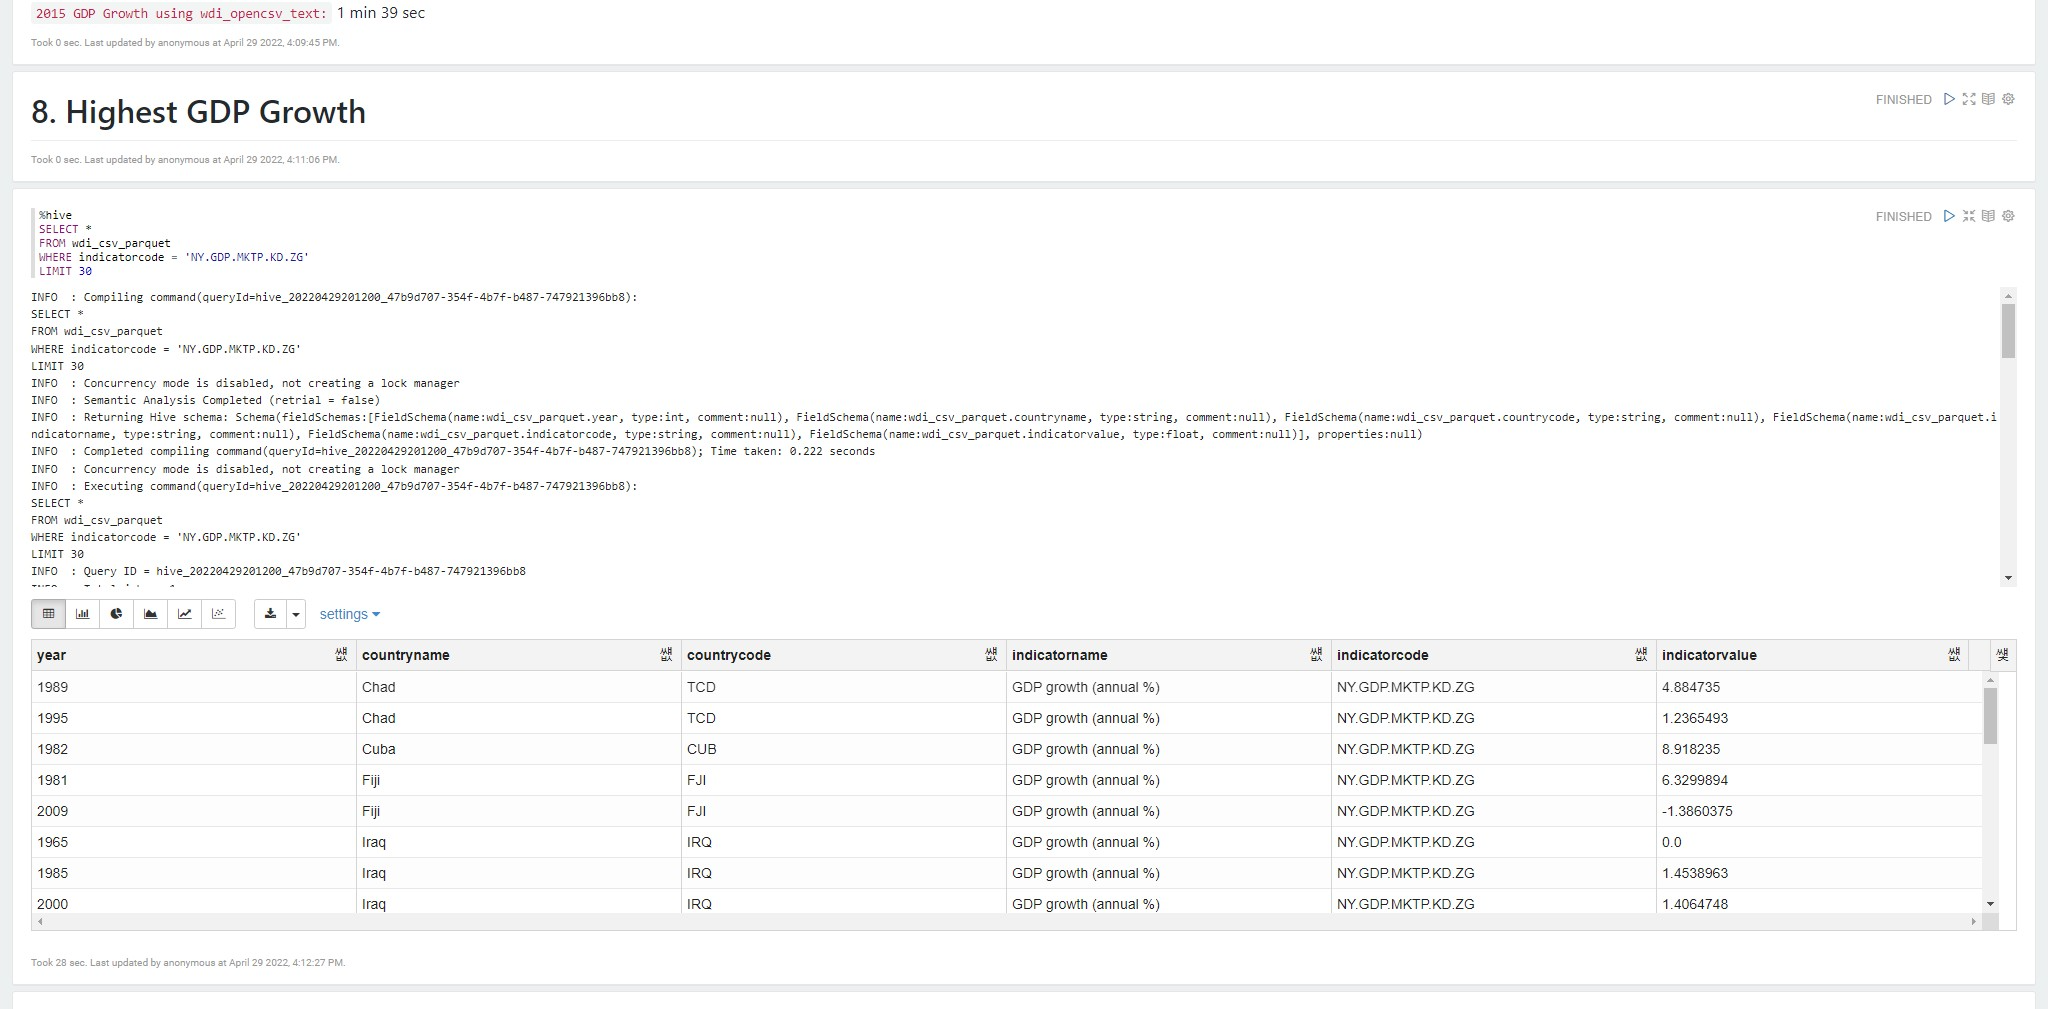 2015 GDP Growth using wdi_opencsv_text: 1 min 39 sec
Took 0 sec. Last updated by anonymous at April 29 2022, 4:09:45 PM.
8. Highest GDP Growth
FINISHED
Took 0 sec. Last updated by anonymous at April 29 2022, 4:11:06 PM.
FINISHED
%hive
SELECT *
FROM wdi_csv_parquet
WHERE indicatorcode = 'NY.GDP.MKTP.KD.ZG'
LIMIT 30
INFO  : Compiling command(queryId=hive_20220429201200_47b9d707-354f-4b7f-b487-747921396bb8):
SELECT *
FROM wdi_csv_parquet
WHERE indicatorcode = 'NY.GDP.MKTP.KD.ZG'
LIMIT 30
INFO  : Concurrency mode is disabled, not creating a lock manager
INFO  : Semantic Analysis Completed (retrial = false)
INFO  : Returning Hive schema: Schema(fieldSchemas:[FieldSchema(name:wdi_csv_parquet.year, type:int, comment:null), FieldSchema(name:wdi_csv_parquet.countryname, type:string, comment:null), FieldSchema(name:wdi_csv_parquet.countrycode, type:string, comment:null), FieldSchema(name:wdi_csv_parquet.i
ndicatorname, type:string, comment:null), FieldSchema(name:wdi_csv_parquet.indicatorcode, type:string, comment:null), FieldSchema(name:wdi_csv_parquet.indicatorvalue, type:float, comment:null)], properties:null)
INFO  : Completed compiling command(queryId=hive_20220429201200_47b9d707-354f-4b7f-b487-747921396bb8); Time taken: 0.222 seconds
INFO  : Concurrency mode is disabled, not creating a lock manager
INFO  : Executing command(queryId=hive_20220429201200_47b9d707-354f-4b7f-b487-747921396bb8):
SELECT *
FROM wdi_csv_parquet
WHERE indicatorcode = 'NY.GDP.MKTP.KD.ZG'
LIMIT 30
INFO  : Query ID = hive_20220429201200_47b9d707-354f-4b7f-b487-747921396bb8
settings
year countryname countrycode indicatorname indicatorcode indicatorvalue
1989 Chad TCD GDP growth (annual %) NY.GDP.MKTP.KD.ZG 4.884735
1995 Chad TCD GDP growth (annual %) NY.GDP.MKTP.KD.ZG 1.2365493
1982 Cuba CUB GDP growth (annual %) NY.GDP.MKTP.KD.ZG 8.918235
1981 Fiji FJI GDP growth (annual %) NY.GDP.MKTP.KD.ZG 6.3299894
2009 Fiji FJI GDP growth (annual %) NY.GDP.MKTP.KD.ZG -1.3860375
1965 Iraq IRQ GDP growth (annual %) NY.GDP.MKTP.KD.ZG 0.0
1985 Iraq IRQ GDP growth (annual %) NY.GDP.MKTP.KD.ZG 1.4538963
2000 Iraq IRQ GDP growth (annual %) NY.GDP.MKTP.KD.ZG 1.4064748
Took 28 sec. Last updated by anonymous at April 29 2022, 4:12:27 PM.